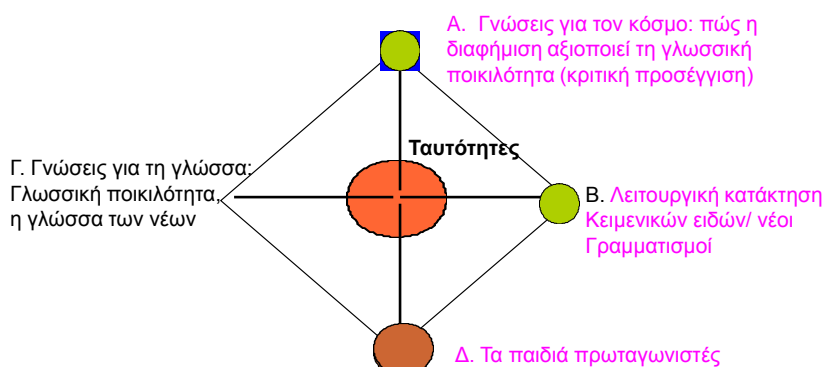 Α. Γνώσεις για τον κόσμο: πώς η
διαφήμιση αξιοποιεί τη γλωσσική
ποικιλότητα (κριτική προσέγγιση)
Ταυτότητες
Γ. Γνώσεις για τη γλώσσα:
Γλωσσική ποικιλότητα,
η γλώσσα των νέων
Β. Λειτουργική κατάκτηση
Κειμενικών ειδών/ νέοι
Γραμματισμοί
Δ. Τα παιδιά πρωταγωνιστές